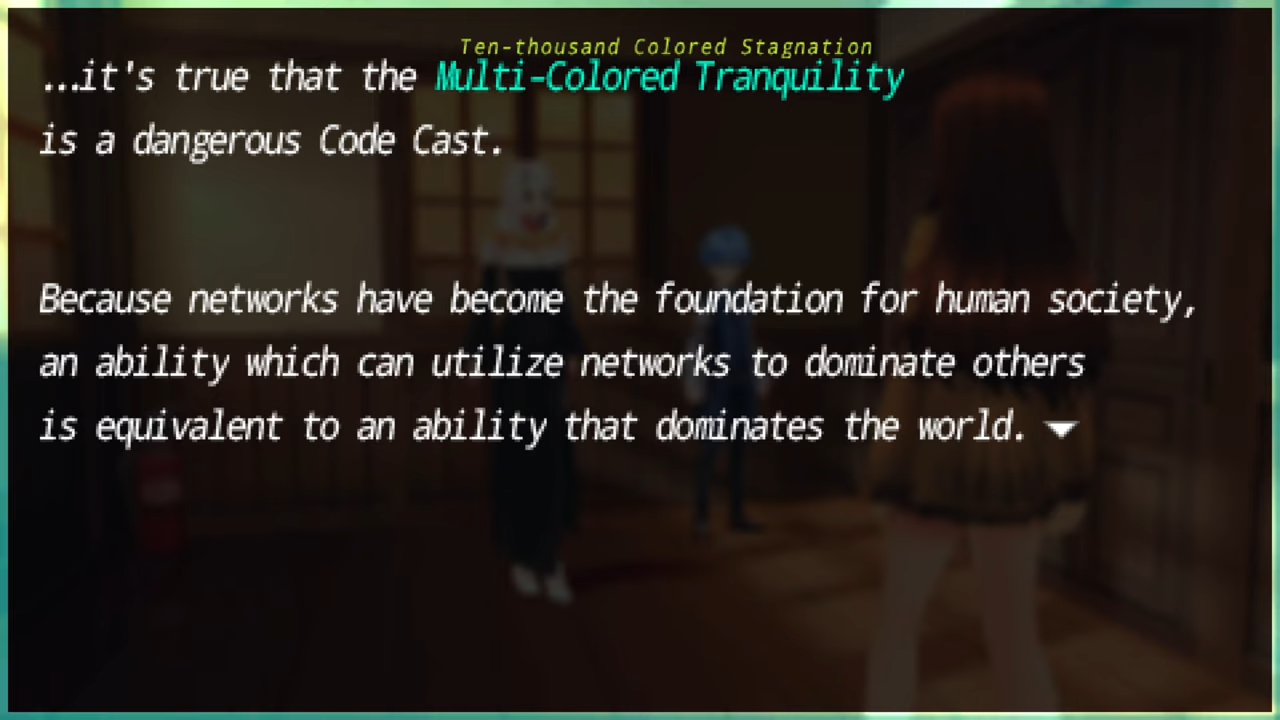 Ten-thousand Colored Stagnation
...it's true that the Multi-Colored Tranquility
is a dangerous Code Cast.
Because networks have become the foundation for human society,
an ability which can utilize networks to dominate others
is equivalent to an ability that dominates the world.